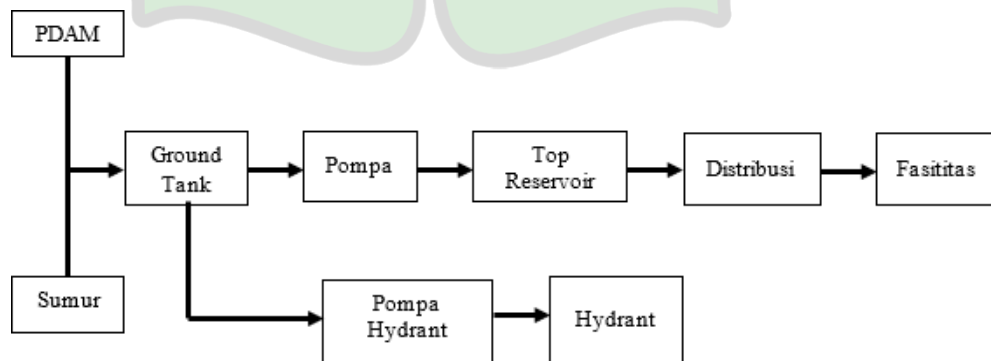 PDAM
Ground
Tank
Pompa
Top
Reservoir
Distribusi
Fasititas
Sumur
Pompa
Hydrant
Hydrant